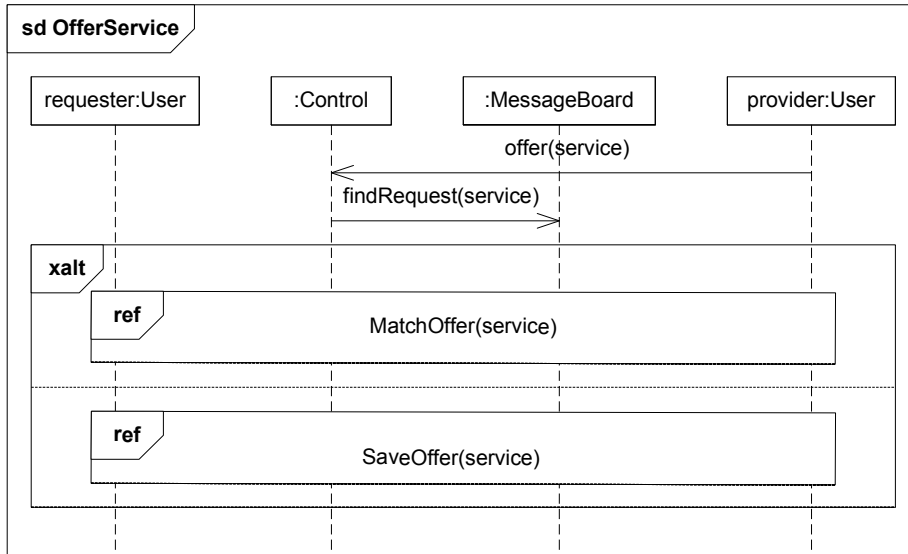 sd OfferService
requester:User
:Control
:MessageBoard
provider:User
offer(service)
findRequest(service)
xalt
ref
MatchOffer(service)
ref
SaveOffer(service)